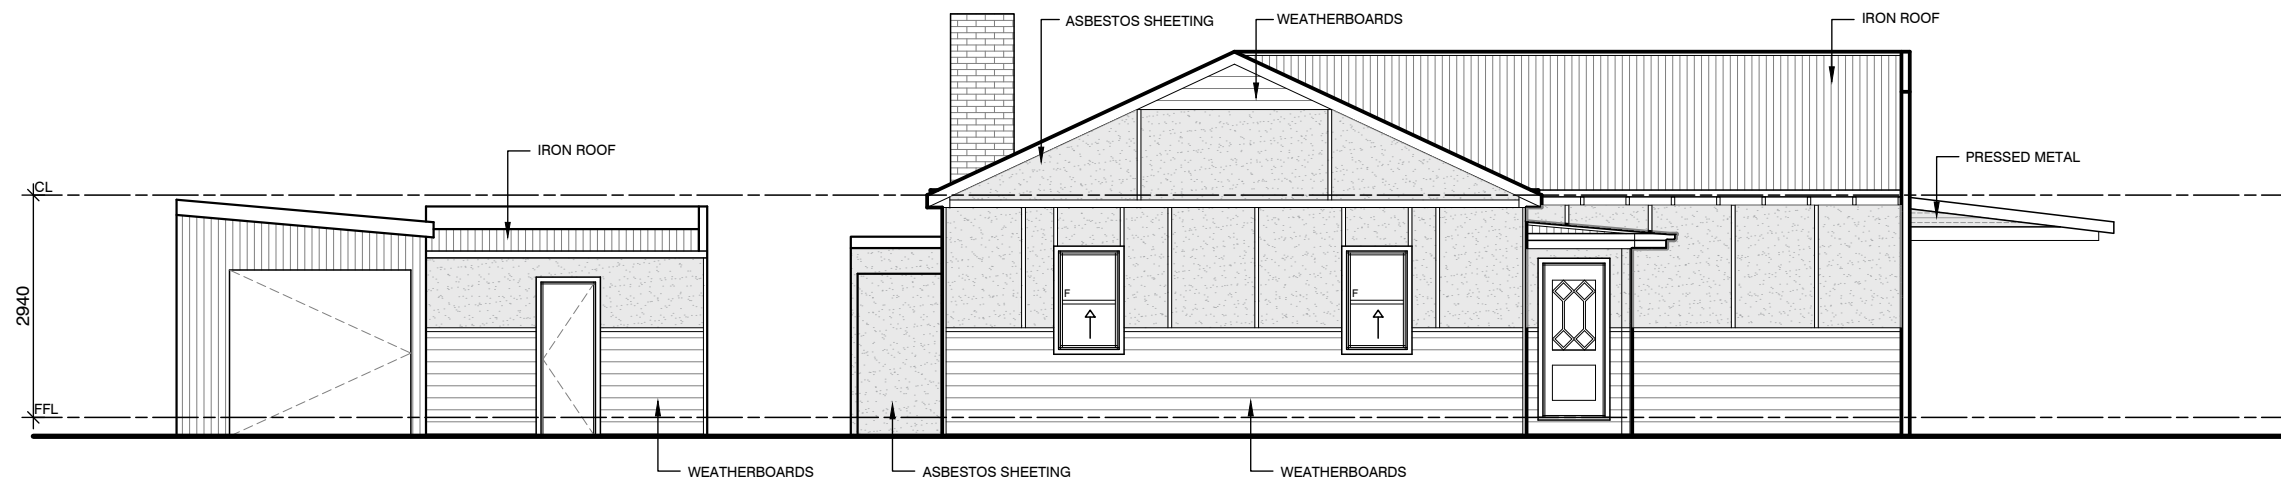 ASBESTOS SHEETING
WEATHERBOARDS
IRON ROOF
IRON ROOF
PRESSED METAL
CL
2940
F
F
FFL
WEATHERBOARDS
ASBESTOS SHEETING
WEATHERBOARDS